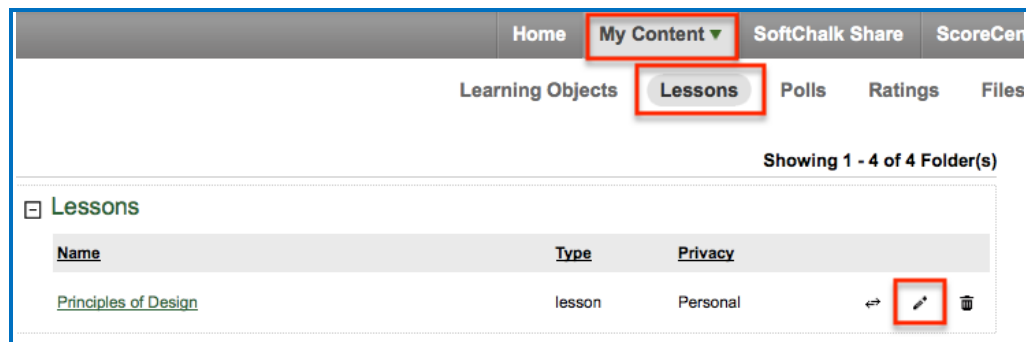 Home My Content ▼ SoftChalk Share ScoreCen
Learning Objects Lessons Polls Ratings Files
Showing 1 - 4 of 4 Folder(s)
Lessons
Name Type Privacy
Principles of Design lesson Personal